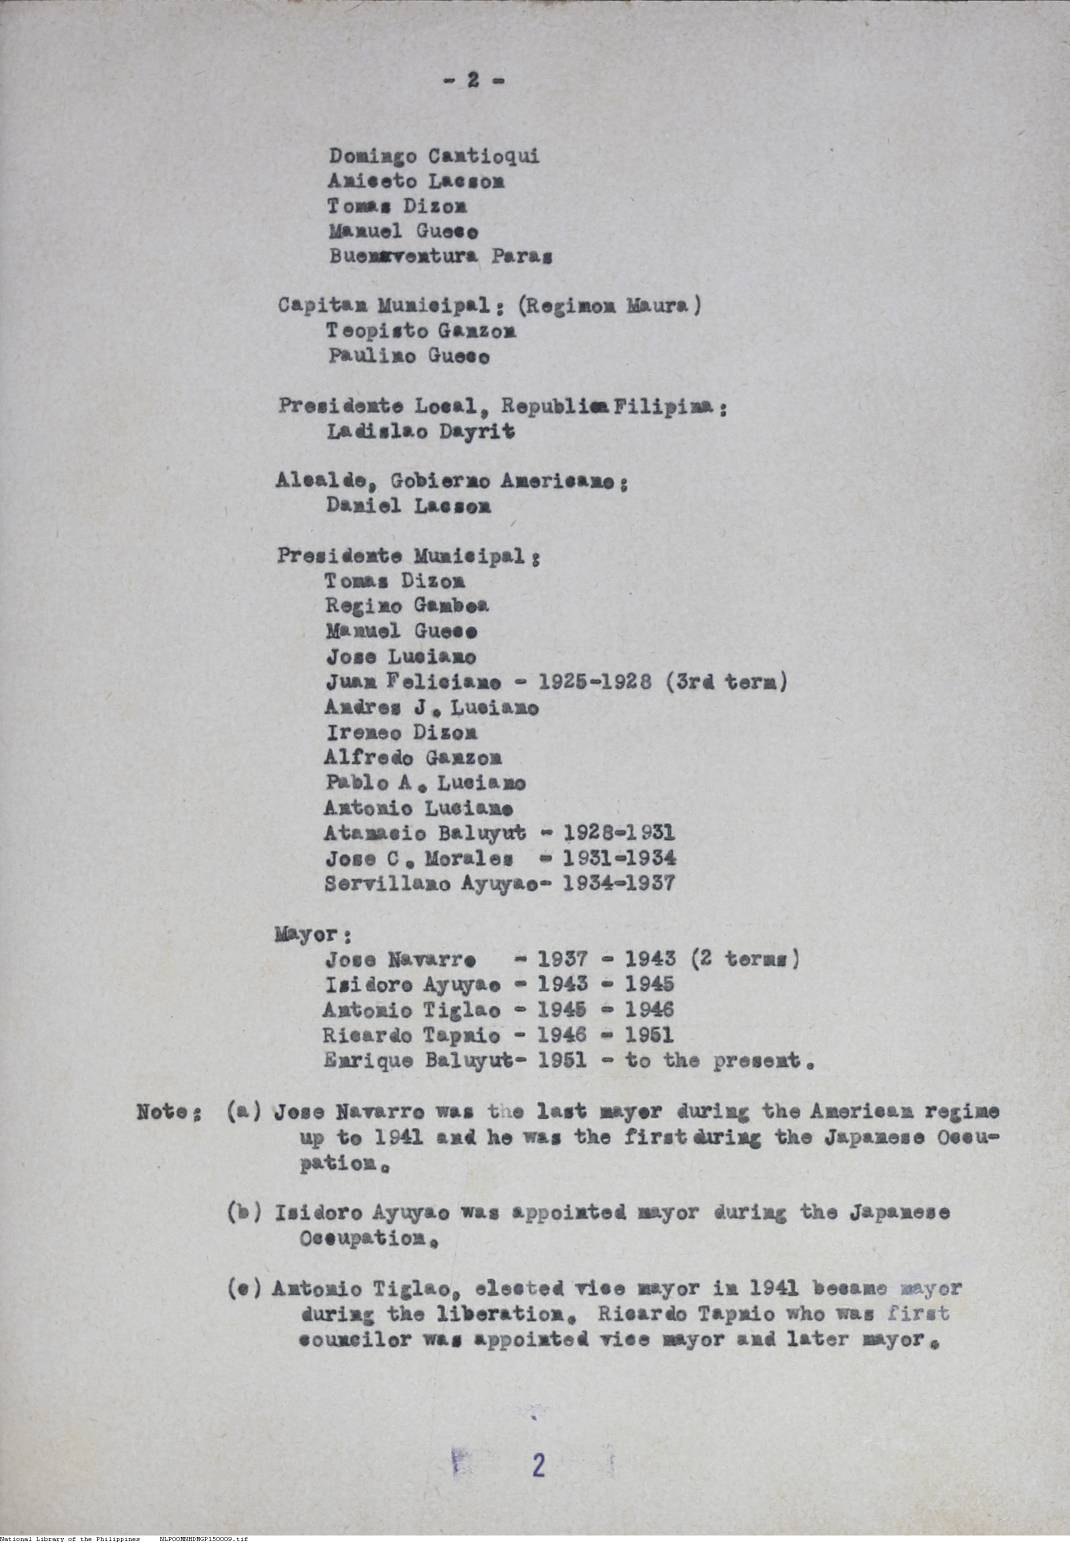 - 2 -
Domingo Cantioqui
Aniceto Lacson
Tomas Dizon
Manuel Gueco
Buenaventura Paras
Capitan Municipal: (Regimon Maura)
Teopisto Ganzon
Paulino Gueco
Presidente Local, Republica Filipina:
Ladislao Dayrit
Alcalde, Gobierno Americano:
Daniel Lacson
Presidente Municipal:
Tomas Dizon
Regino Gamboa
Manuel Gueco
Jose Luciano
Juan Feliciano - 1925-1928 (3rd term)
Andres J. Luciano
Ireneo Dizon
Alfredo Ganzon
Pablo A. Luciano
Antonio Luciano
Atanacio Baluyut - 1928-1931
Jose C. Morales - 1931-1934
Servillano Ayuyao- 1934-1937
Mayor:
Jose Navarro - 1937 - 1943 (2 terms)
Isidoro Ayuyao - 1943 - 1945
Antonio Tiglao - 1945 - 1946
Ricardo Tapnio - 1946 - 1951
Enrique Baluyut- 1951 - to the present.
Note: (a) Jose Navarro was the last mayor during the American regime
up to 1941 and he was the first during the Japanese Occu-
pation.
(b) Isidoro Ayuyao was appointed mayor during the Japanese
Occupation.
(c) Antonio Tiglao, elected vice mayor in 1941 became mayor
during the liberation. Ricardo Tapnio who was first
councilor was appointed vice mayor and later mayor.
2
National Library of the Philippines NLPOOMNHDMGP150009.tif